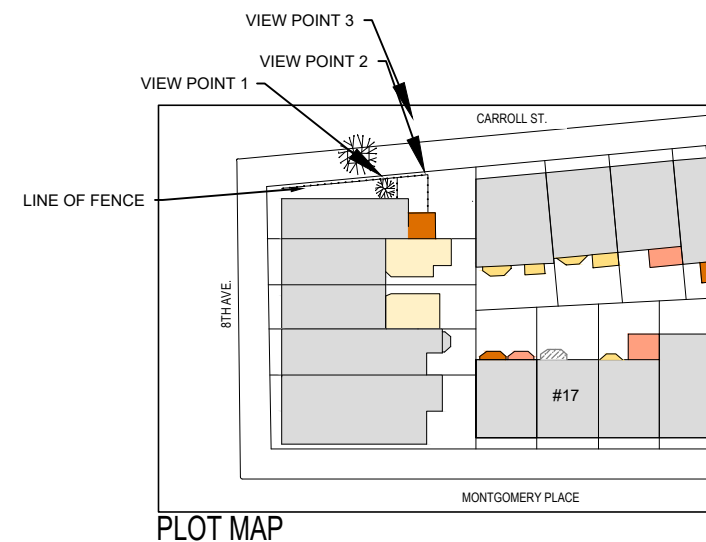 VIEW POINT 3
VIEW POINT 2
VIEW POINT 1
CARROLL ST.
LINE OF FENCE
8TH AVE.
#17
MONTGOMERY PLACE
PLOT MAP